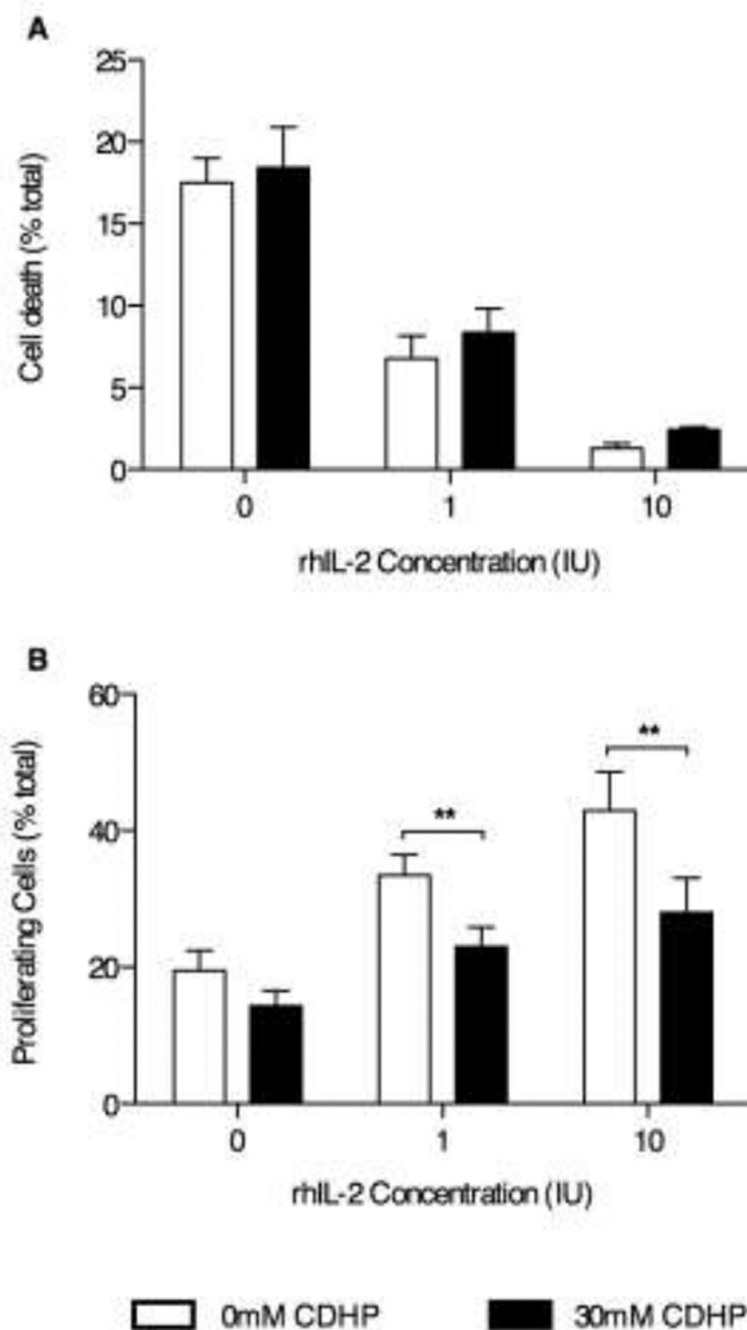 A
25
20
15
10
5
0
Cell death (% total)
0 1 10
rhIL-2 Concentration (IU)
B
60
40
20
0
Proliferating Cells (% total)
**
**
0 1 10
rhIL-2 Concentration (IU)
0mM CDHP 30mM CDHP